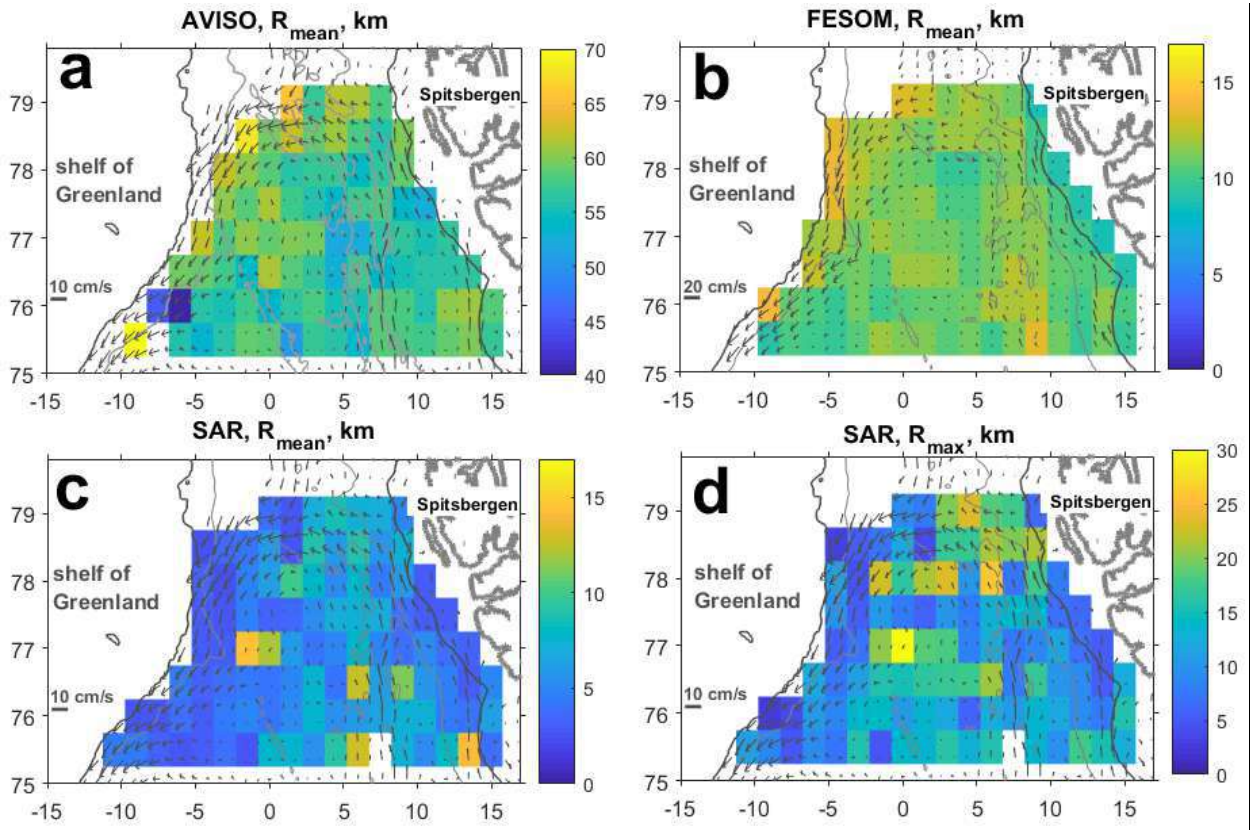 AVISO, Rmean, km
a
70
65
60
55
50
45
40
79
78
77
76
75
Spitsbergen
shelf of
Greenland
10 cm/s
-15 -10 -5 0 5 10 15
FESOM, Rmean, km
b
15
10
5
0
79
78
77
76
75
Spitsbergen
shelf of
Greenland
20 cm/s
-15 -10 -5 0 5 10 15
SAR, Rmean, km
c
15
10
5
0
79
78
77
76
75
Spitsbergen
shelf of
Greenland
10 cm/s
-15 -10 -5 0 5 10 15
SAR, Rmax, km
d
30
25
20
15
10
5
0
79
78
77
76
75
Spitsbergen
shelf of
Greenland
10 cm/s
-15 -10 -5 0 5 10 15